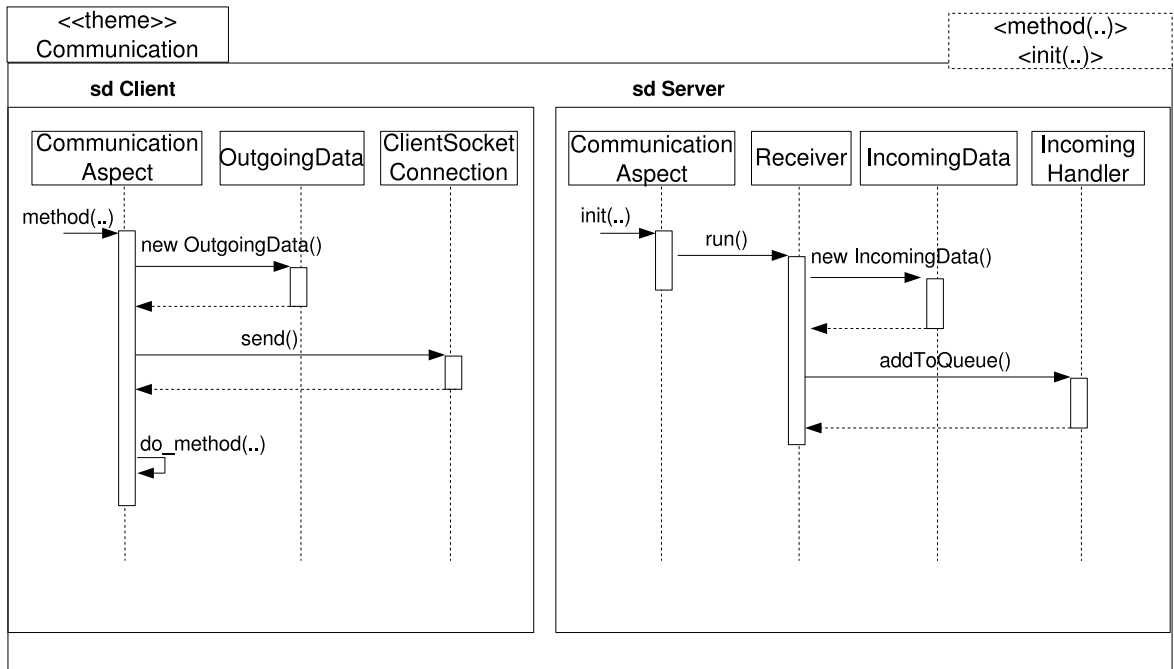 <<theme>>
Communication
<method(..)>
<init(..)>
sd Client
sd Server
Communication
Aspect
OutgoingData
ClientSocket
Connection
method(..)
new OutgoingData()
send()
do_method(..)
Communication
Aspect
Receiver
IncomingData
Incoming
Handler
init(..)
run()
new IncomingData()
addToQueue()